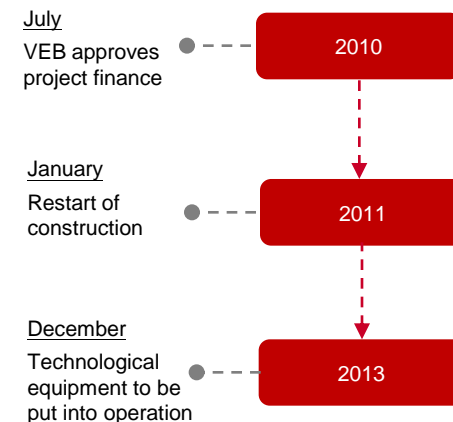 July
VEB approves
project finance
2010
January
Restart of
construction
2011
December
Technological
equipment to be
put into operation
2013